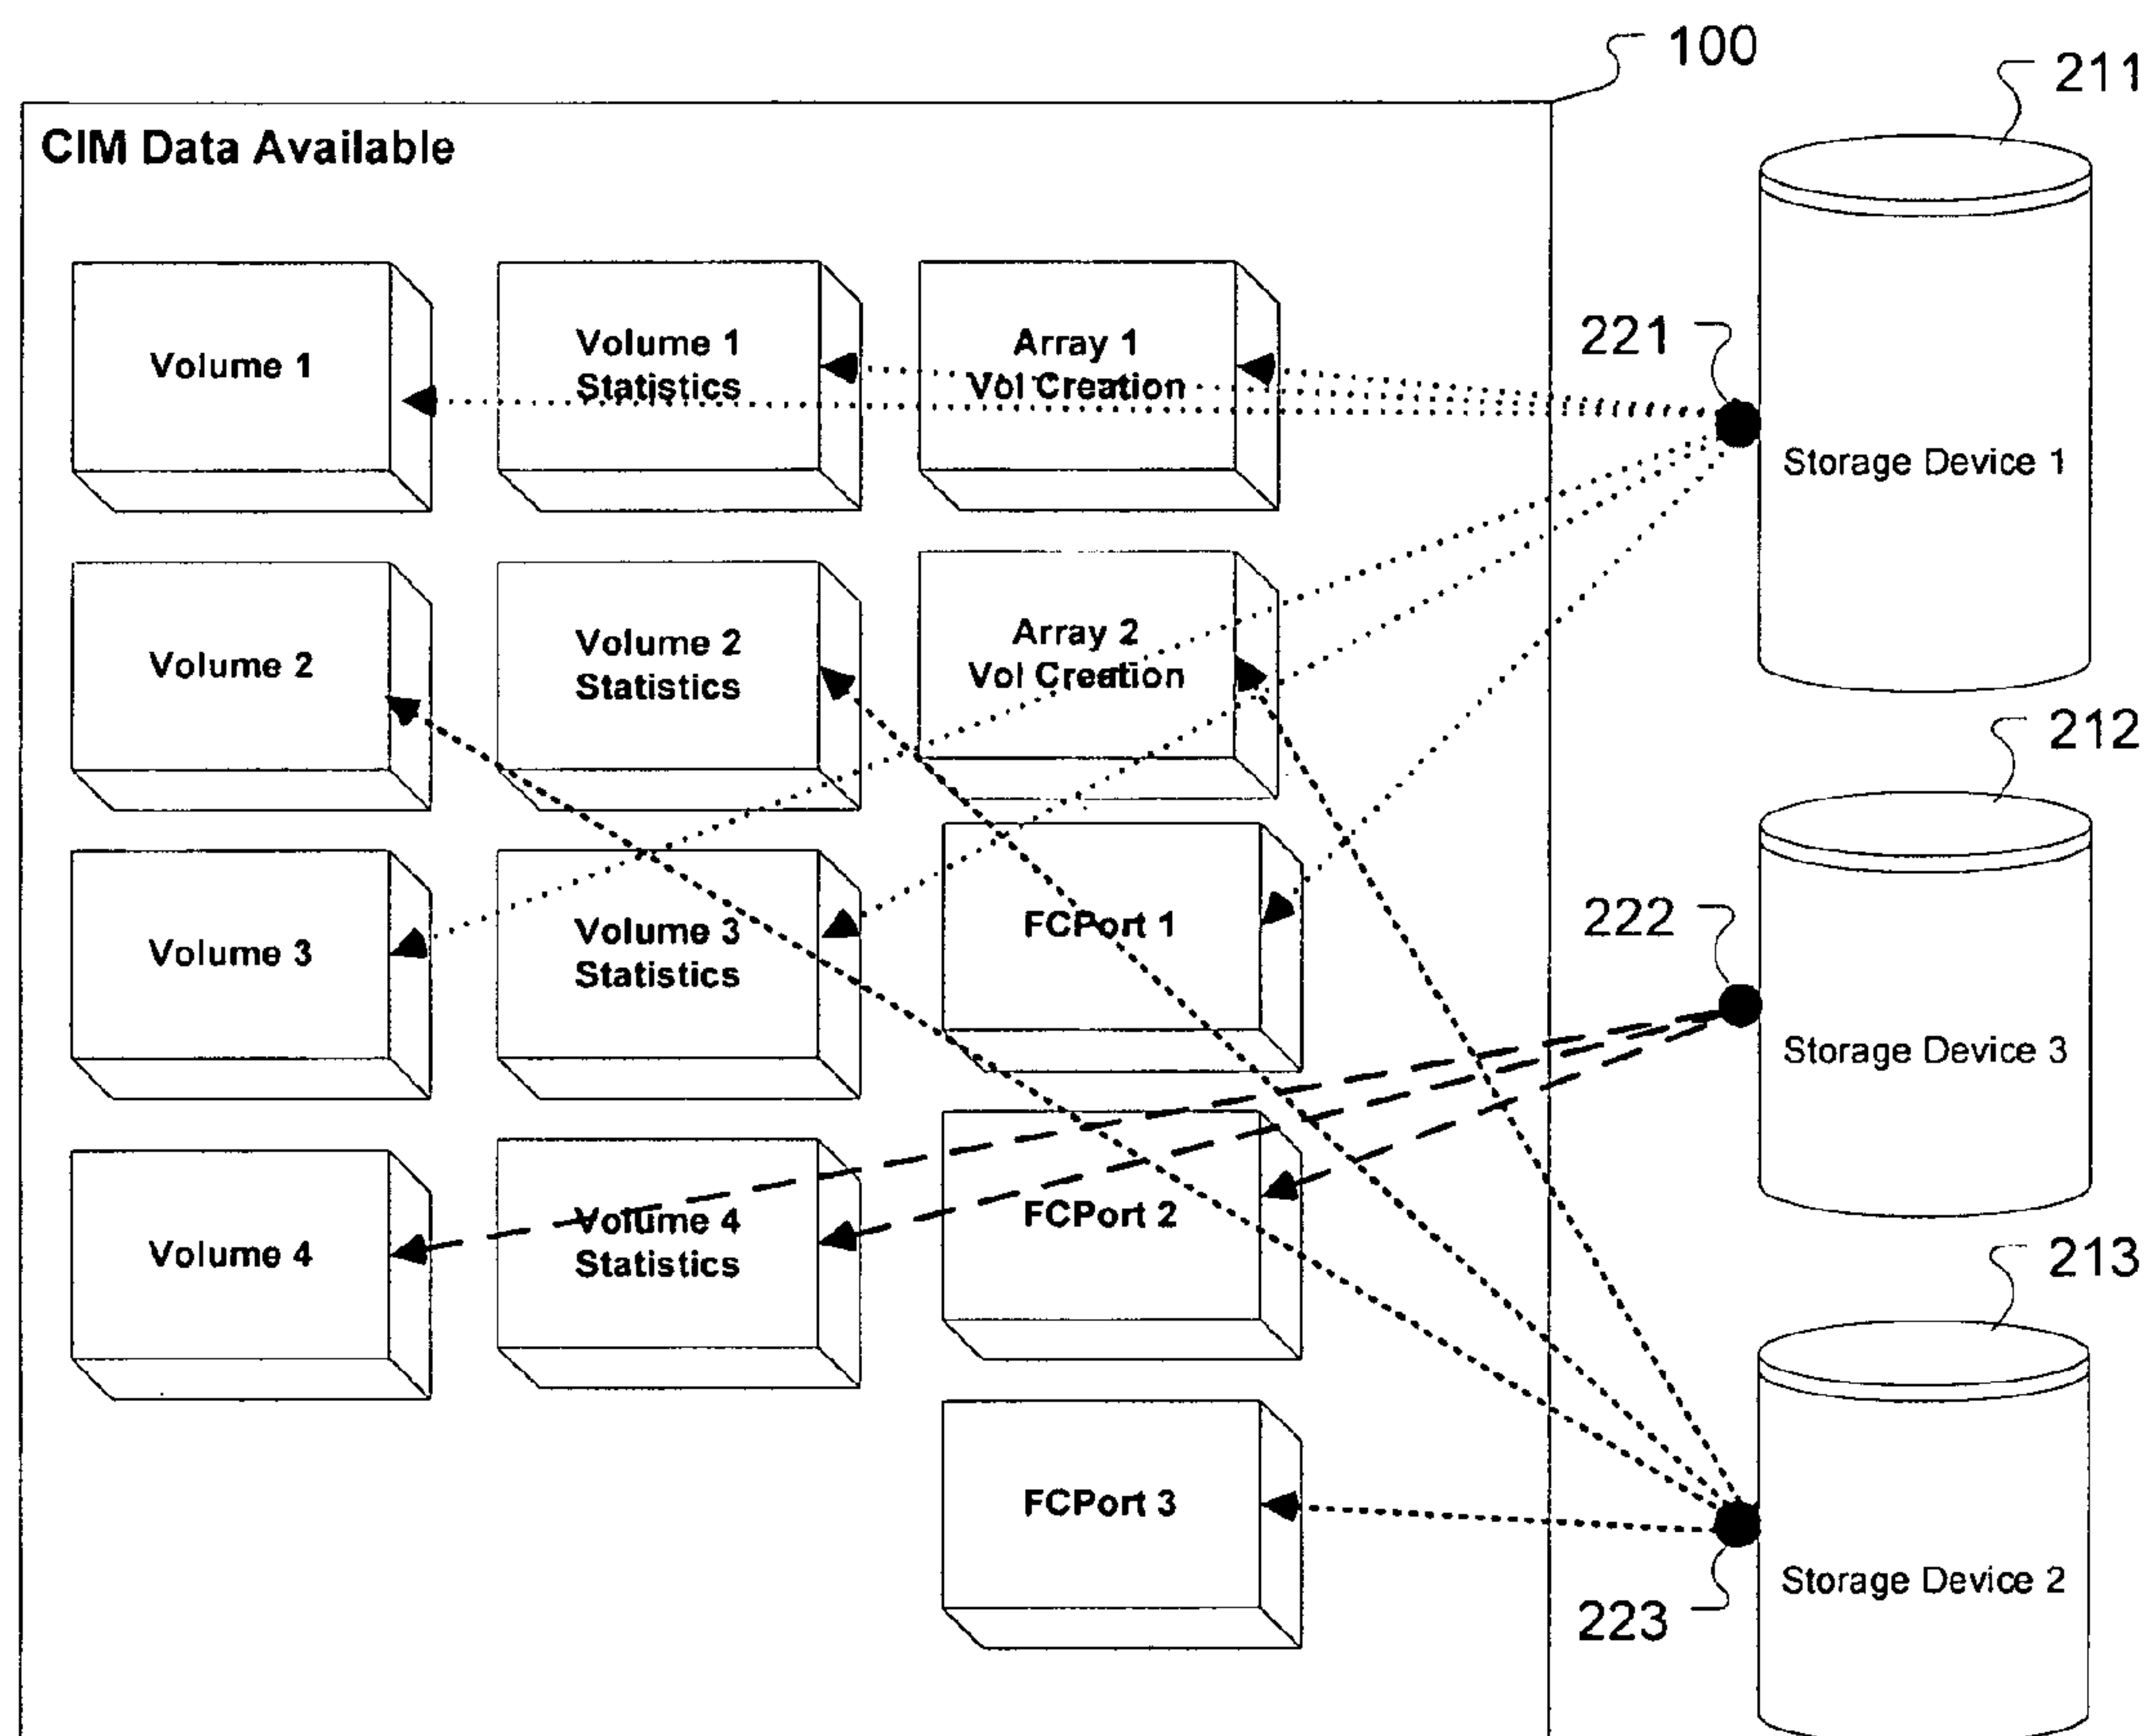 100
211
CIM Data Available
Volume 1
Volume 1
Statistics
Array 1
Vol Creation
221
Storage Device 1
Volume 2
Volume 2
Statistics
Array 2
Vol Creation
212
Volume 3
Volume 3
Statistics
FCPort 1
222
Storage Device 3
Volume 4
Volume 4
Statistics
FCPort 2
213
FCPort 3
223
Storage Device 2